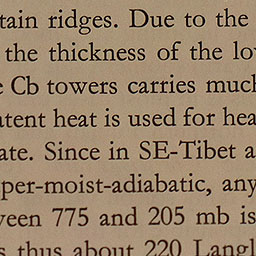 tain ridges. Due to the
the thickness of the lo
Cb towers carries much
atent heat is used for hea
ate. Since in SE-Tibet a
per-moist-adiabatic, any
ween 775 and 205 mb is
s thus about 220 Langl